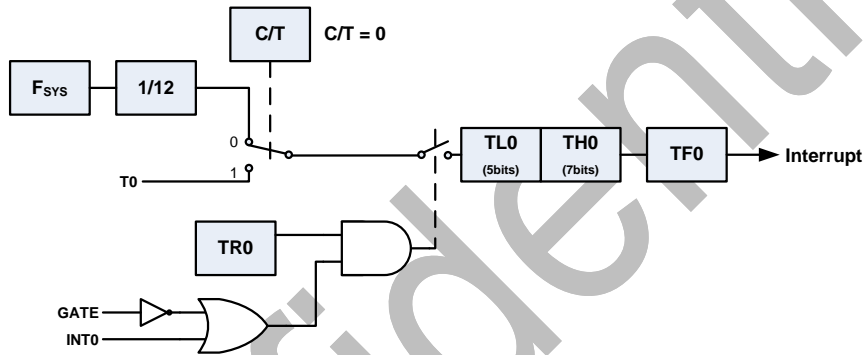 C/T C/T = 0
FSYS 1/12
0
1
T0
TL0 TH0 TF0 Interrupt
(5bits) (7bits)
TR0
GATE
INT0